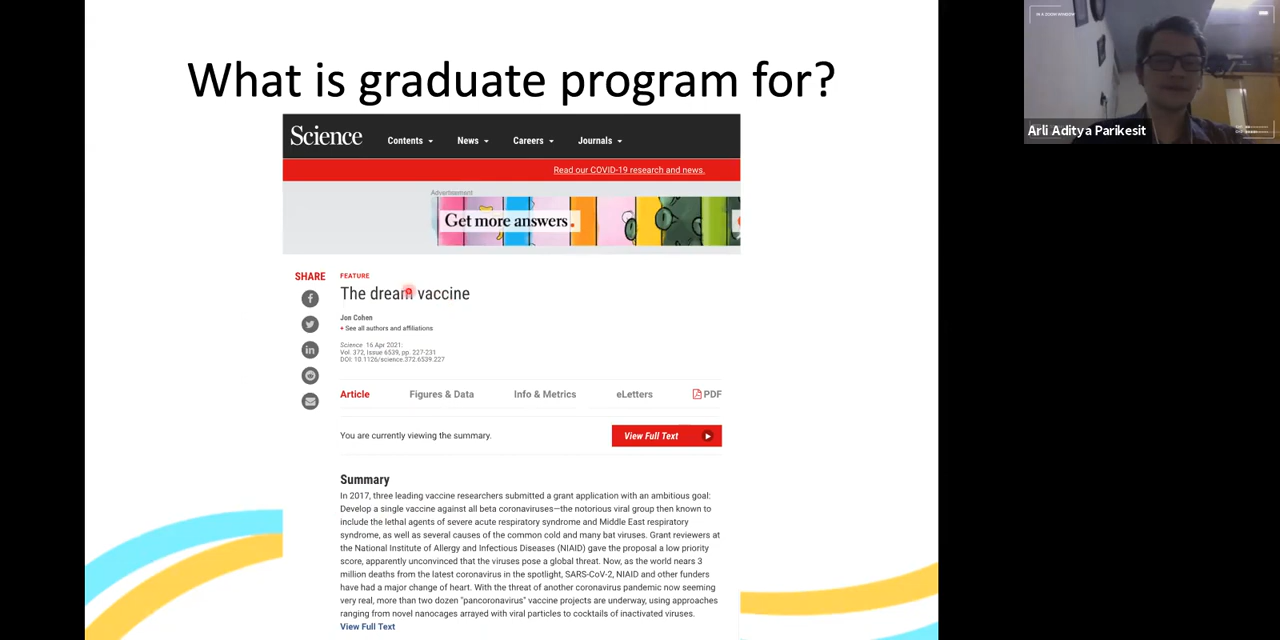 What is graduate program for?
IN A ZOOM WINDOW
Arli Aditya Parikesit
Science
Contents News Careers Journals
Read our COVID-19 research and news.
Advertisement
Get more answers.
SHARE
FEATURE
The dream vaccine
Jon Cohen
+ See all authors and affiliations
Science 16 Apr 2021:
Vol. 372, Issue 6539, pp. 227-231
DOI: 10.1126/science.372.6539.227
Article Figures & Data Info & Metrics eLetters PDF
You are currently viewing the summary.
View Full Text
Summary
In 2017, three leading vaccine researchers submitted a grant application with an ambitious goal:
Develop a single vaccine against all beta coronaviruses—the notorious viral group then known to
include the lethal agents of severe acute respiratory syndrome and Middle East respiratory
syndrome, as well as several causes of the common cold and many bat viruses. Grant reviewers at
the National Institute of Allergy and Infectious Diseases (NIAID) gave the proposal a low priority
score, apparently unconvinced that the viruses pose a global threat. Now, as the world nears 3
million deaths from the latest coronavirus in the spotlight, SARS-CoV-2, NIAID and other funders
have had a major change of heart. With the threat of another coronavirus pandemic now seeming
very real, more than two dozen "pancoronavirus" vaccine projects are underway, using approaches
ranging from novel nanocages arrayed with viral particles to cocktails of inactivated viruses.
View Full Text